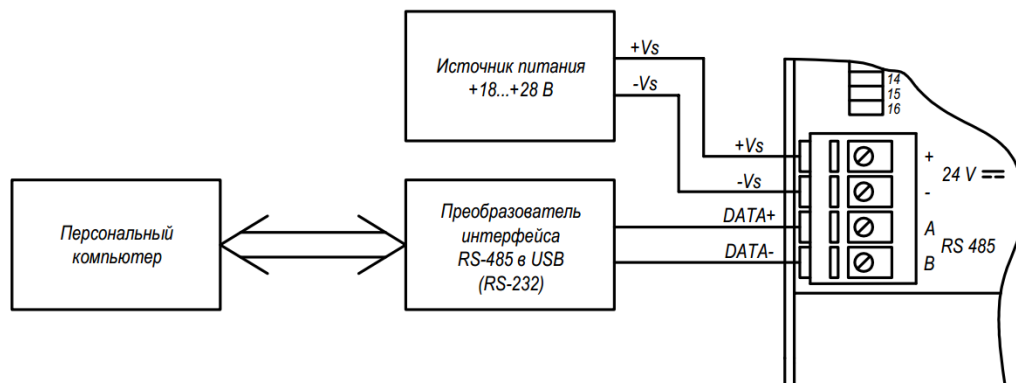 Источник питания
+18...+28 В
+Vs
-Vs
14
15
16
+Vs
-Vs
DATA+
DATA-
+
-
24 V
A
B
RS 485
Персональный
компьютер
Преобразователь
интерфейса
RS-485 в USB
(RS-232)